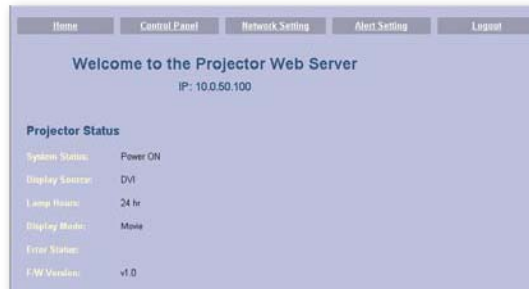 Home Control Panel Network Setting Alert Setting Logout
Welcome to the Projector Web Server
IP: 10.0.50.100
Projector Status
System Status: Power ON
Display Source: DVI
Lamp Hours: 24 hr
Display Mode: Movie
Error Status:
F/W Version: v1.0